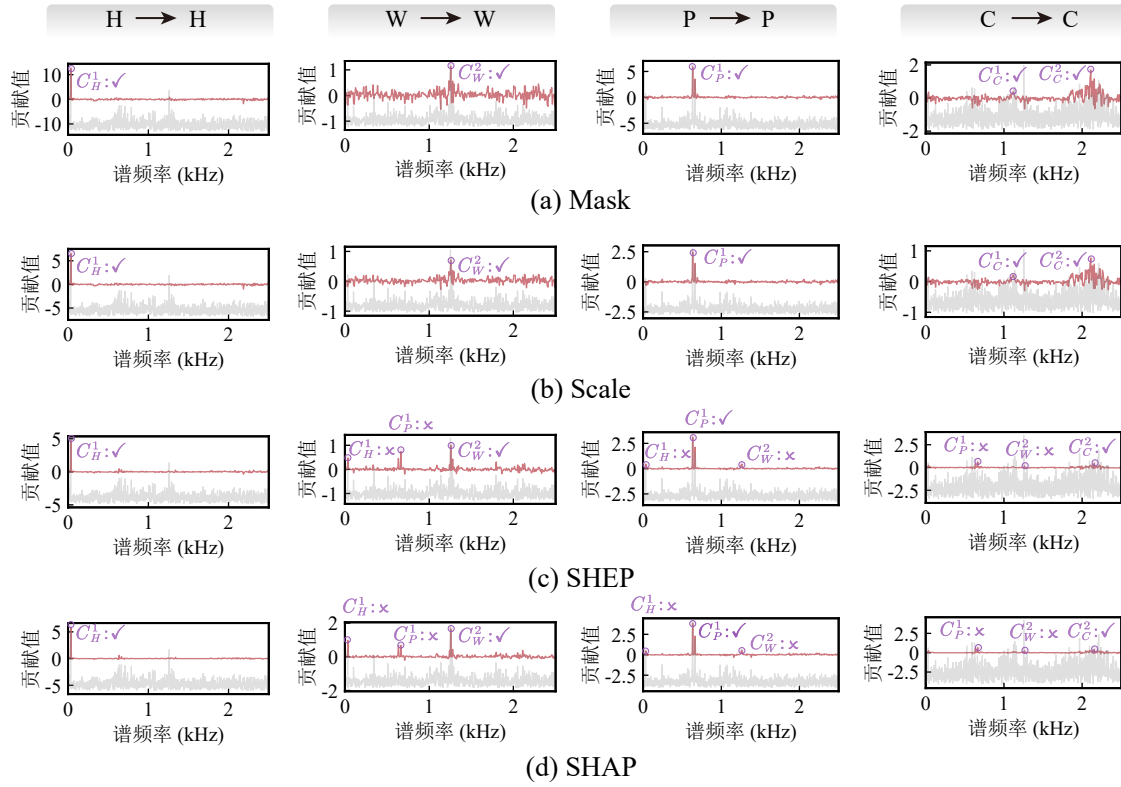 H → H W → W P → P C → C
贡献值 10 0 -10 C_H^1:✓ 0 1 2 谱频率 (kHz)
贡献值 1 0 -1 C_W^2:✓ 0 1 2 谱频率 (kHz)
贡献值 5 0 -5 C_P^1:✓ 0 1 2 谱频率 (kHz)
贡献值 2 0 2 C_C^1:✓ C_C^2:✓ 0 1 2 谱频率 (kHz)
(a) Mask
贡献值 5 0 -5 C_H^1:✓ 0 1 2 谱频率 (kHz)
贡献值 1 0 -1 C_W^2:✓ 0 1 2 谱频率 (kHz)
贡献值 2.5 0 -2.5 C_P^1:✓ 0 1 2 谱频率 (kHz)
贡献值 1 0 1 C_C^1:✓ C_C^2:✓ 0 1 2 谱频率 (kHz)
(b) Scale
贡献值 5 0 -5 C_H^1:✓ 0 1 2 谱频率 (kHz)
贡献值 1 0 -1 C_H^1:× C_P^1:× C_W^2:✓ 0 1 2 谱频率 (kHz)
贡献值 2.5 0 -2.5 C_H^1:× C_P^1:✓ C_W^2:× 0 1 2 谱频率 (kHz)
贡献值 2.5 0 -2.5 C_P^1:× C_W^2:× C_C^2:✓ 0 1 2 谱频率 (kHz)
(c) SHEP
贡献值 5 0 -5 C_H^1:✓ 0 1 2 谱频率 (kHz)
贡献值 2 0 -2 C_H^1:× C_P^1:× C_W^2:✓ 0 1 2 谱频率 (kHz)
贡献值 2.5 0 -2.5 C_H^1:× C_P^1:✓ C_W^2:× 0 1 2 谱频率 (kHz)
贡献值 2.5 0 -2.5 C_P^1:× C_W^2:× C_C^2:✓ 0 1 2 谱频率 (kHz)
(d) SHAP